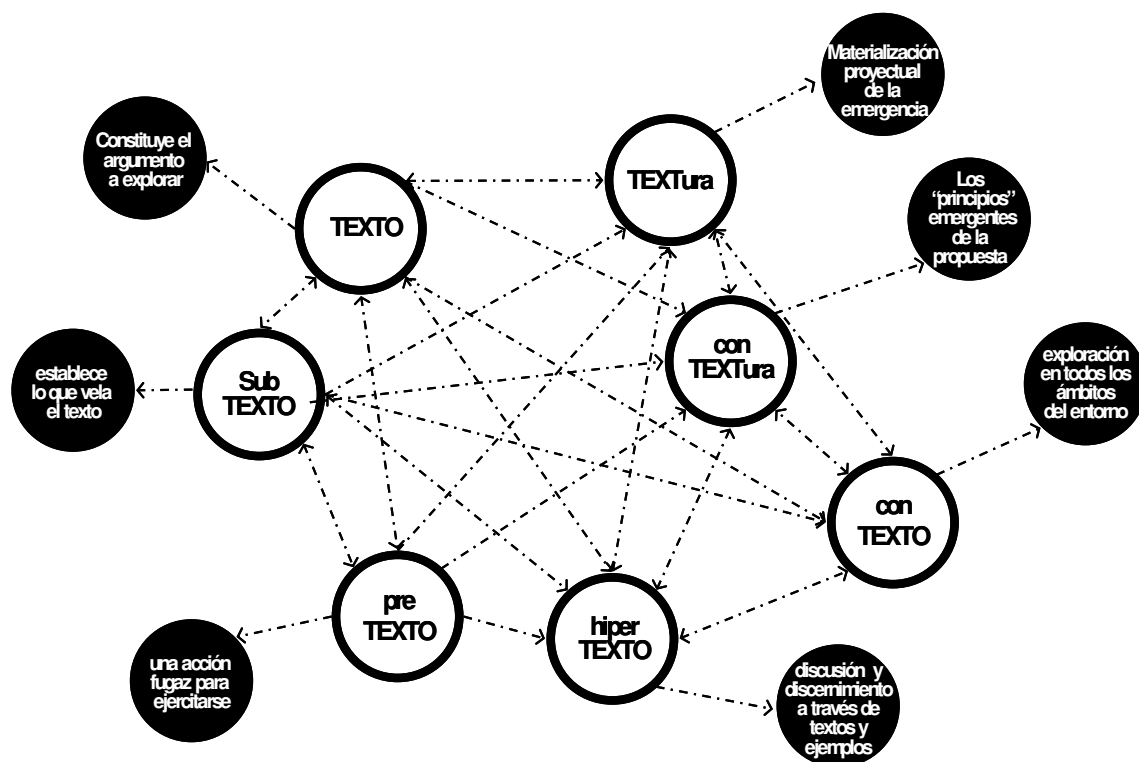 Materialización
proyectual
de la
emergencia
Constituye el
argumento
a explorar
TEXTura
TEXTO
Los
“principios”
emergentes
de la
propuesta
con
TEXTura
Sub
TEXTO
establece
lo que vela
el texto
exploración
en todos los
ámbitos
del entorno
con
TEXTO
pre
TEXTO
hiper
TEXTO
una acción
fugaz para
ejercitarse
discusión y
discernimiento
a través de
textos y
ejemplos